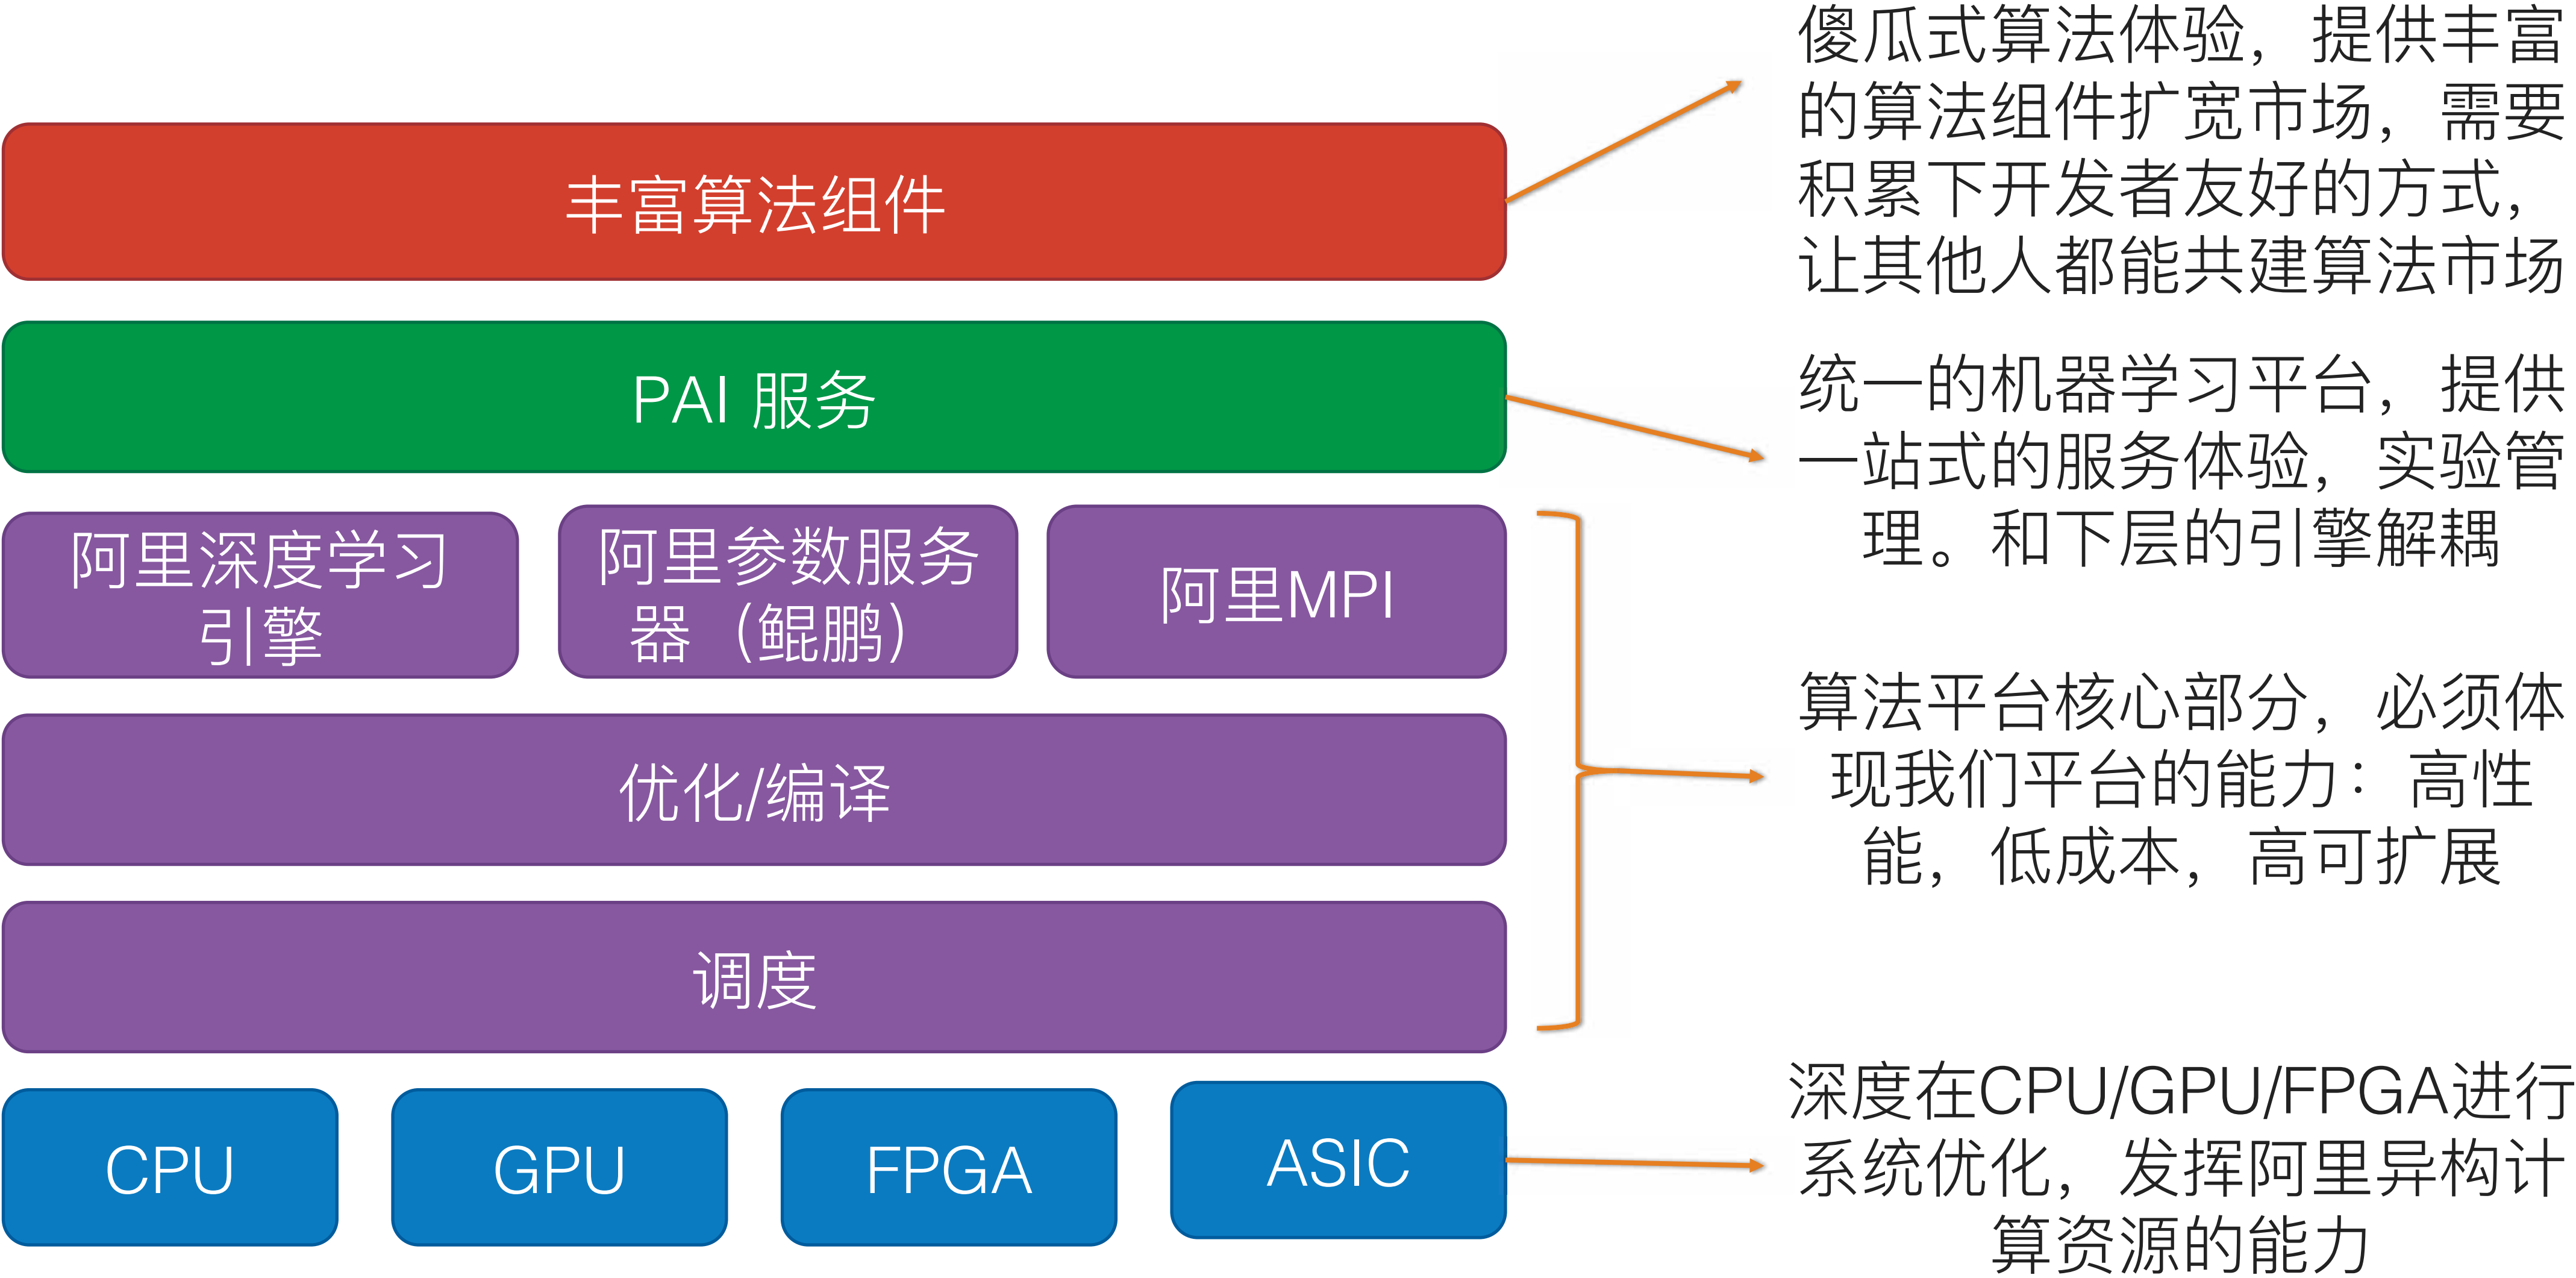 丰富算法组件
PAI 服务
阿里深度学习
引擎
阿里参数服务
器（鲲鹏）
阿里MPI
优化/编译
调度
CPU
GPU
FPGA
ASIC
傻瓜式算法体验，提供丰富
的算法组件扩宽市场，需要
积累下开发者友好的方式，
让其他人都能共建算法市场
统一的机器学习平台，提供
一站式的服务体验，实验管
理。和下层的引擎解耦
算法平台核心部分，必须体
现我们平台的能力：高性
能，低成本，高可扩展
深度在CPU/GPU/FPGA进行
系统优化，发挥阿里异构计
算资源的能力